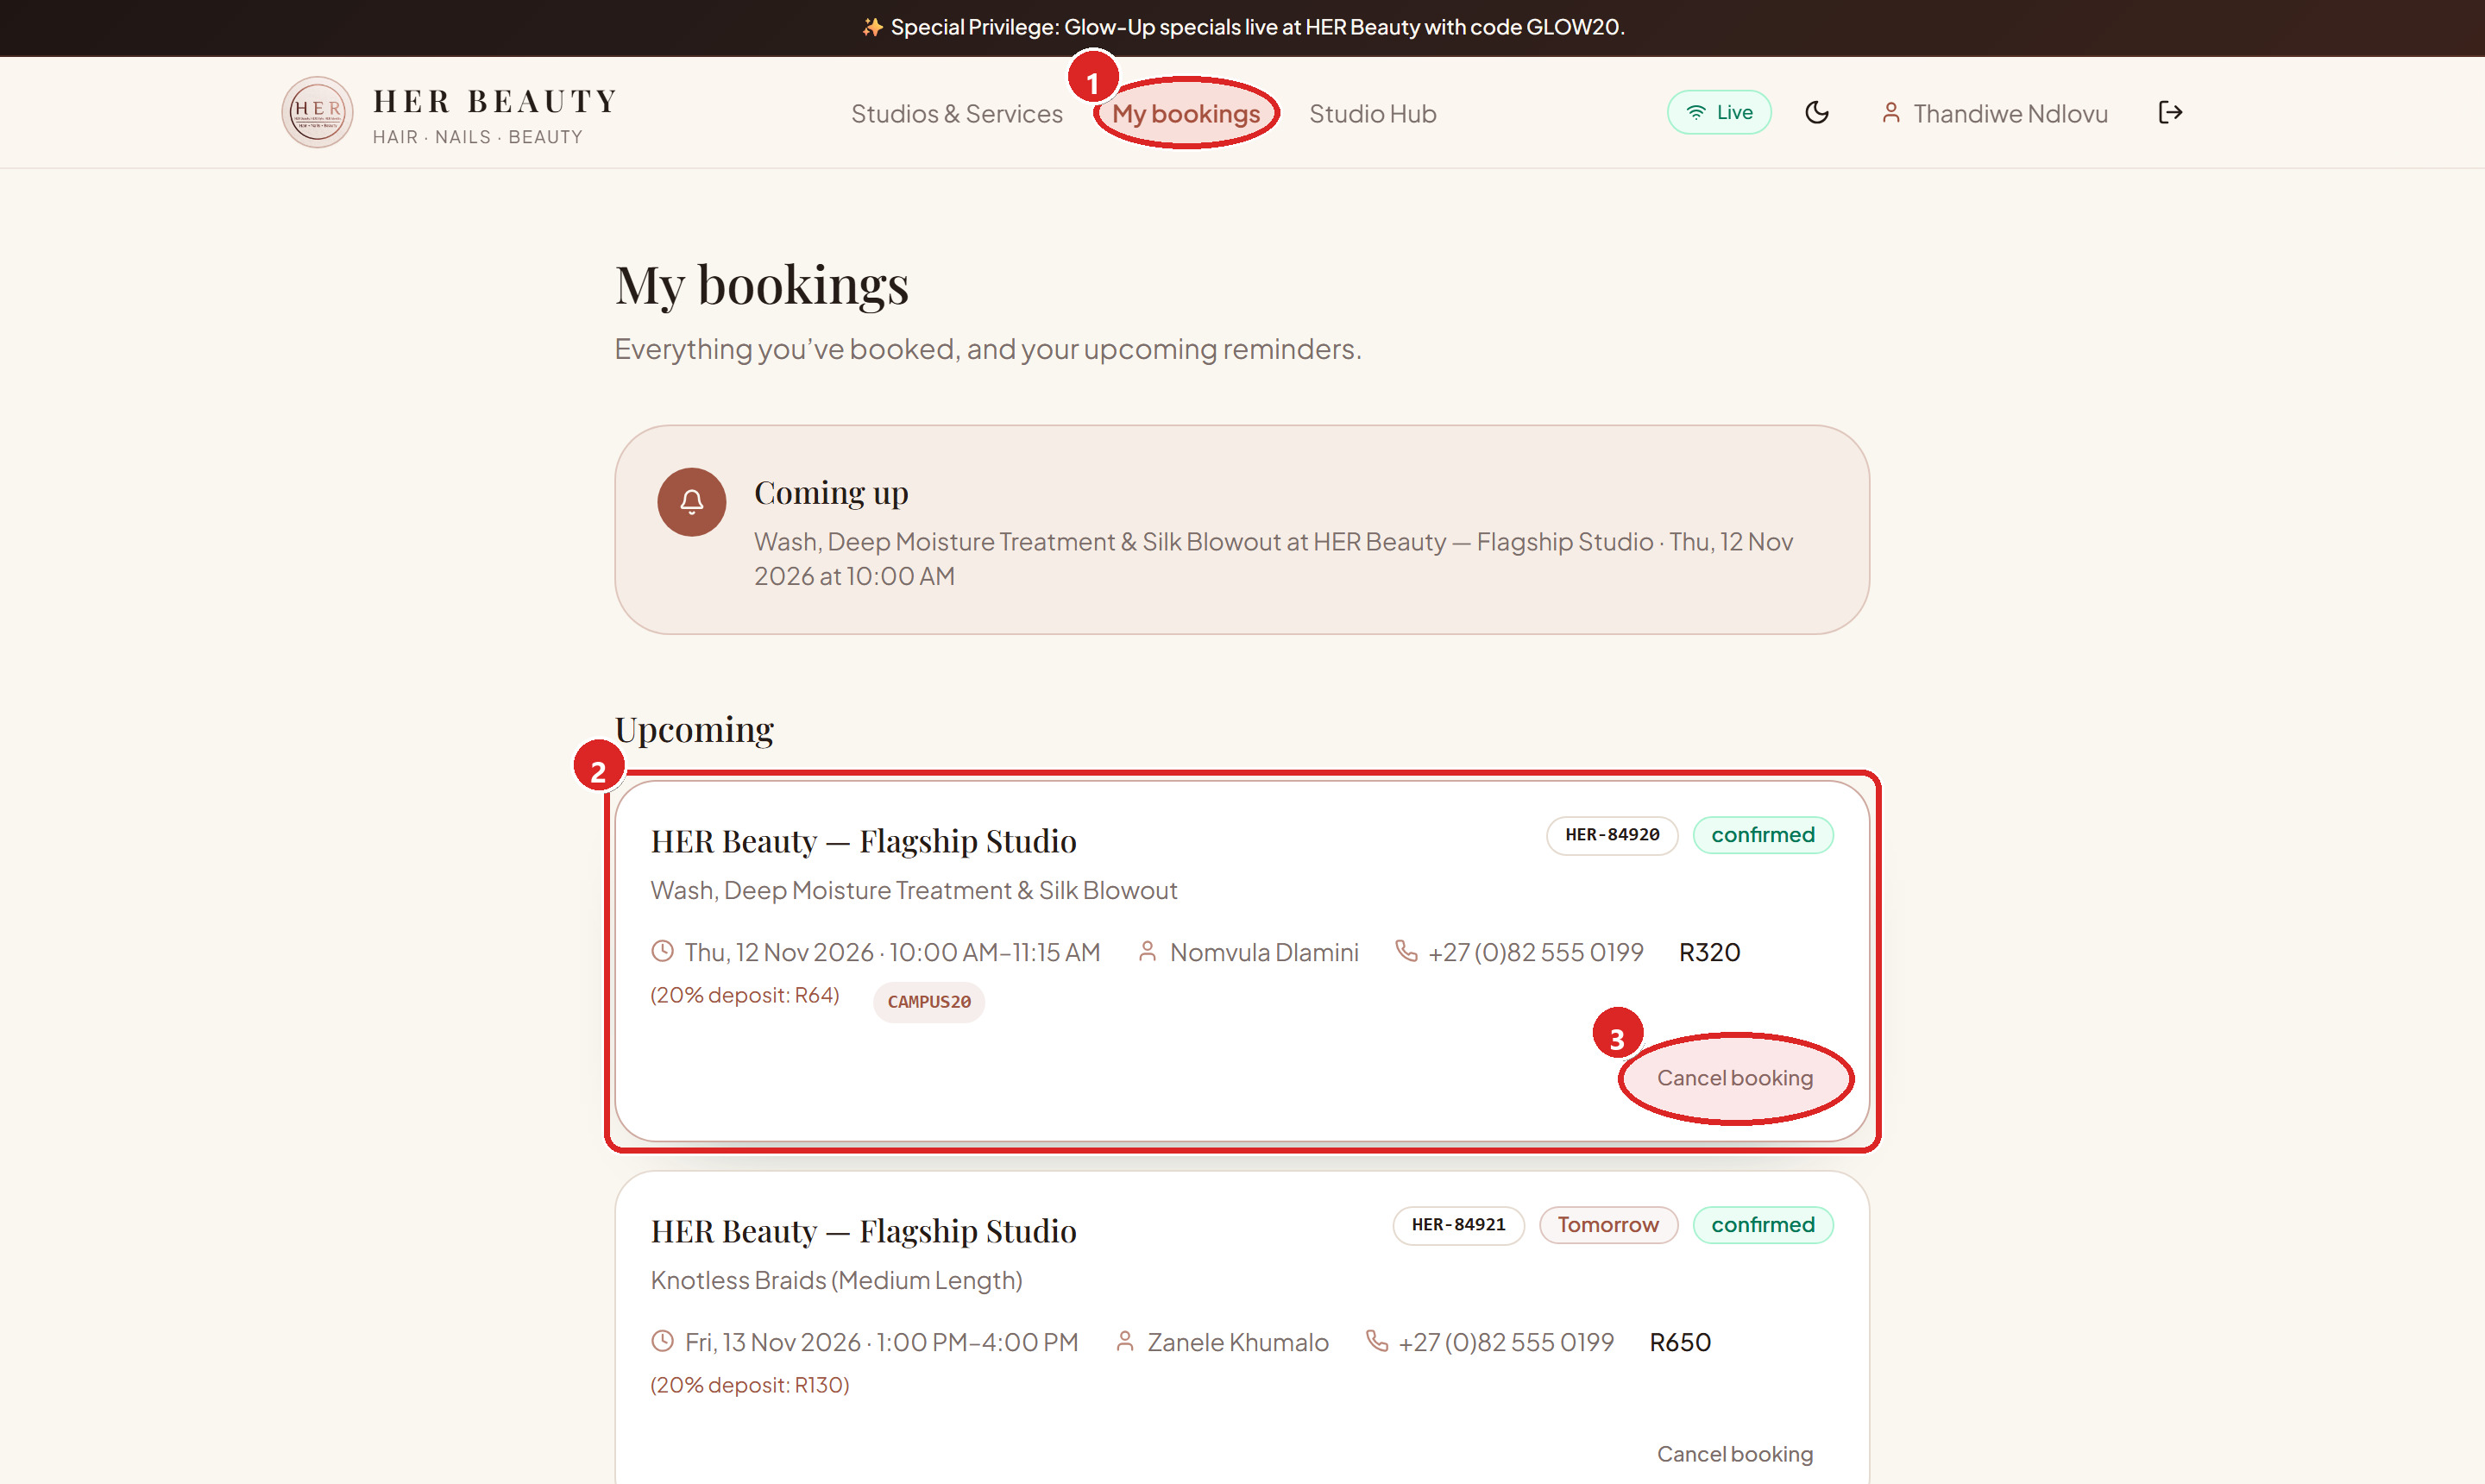 ✨ Special Privilege: Glow-Up specials live at HER Beauty with code GLOW20.
1
HER
HER BEAUTY
HAIR · NAILS · BEAUTY
Studios & Services
My bookings
Studio Hub
Live
Thandiwe Ndlovu
My bookings
Everything you’ve booked, and your upcoming reminders.
Coming up
Wash, Deep Moisture Treatment & Silk Blowout at HER Beauty — Flagship Studio · Thu, 12 Nov
2026 at 10:00 AM
Upcoming
2
HER Beauty — Flagship Studio
HER-84920
confirmed
Wash, Deep Moisture Treatment & Silk Blowout
Thu, 12 Nov 2026 · 10:00 AM–11:15 AM
Nomvula Dlamini
+27 (0)82 555 0199
R320
(20% deposit: R64)
CAMPUS20
3
Cancel booking
HER Beauty — Flagship Studio
HER-84921
Tomorrow
confirmed
Knotless Braids (Medium Length)
Fri, 13 Nov 2026 · 1:00 PM–4:00 PM
Zanele Khumalo
+27 (0)82 555 0199
R650
(20% deposit: R130)
Cancel booking